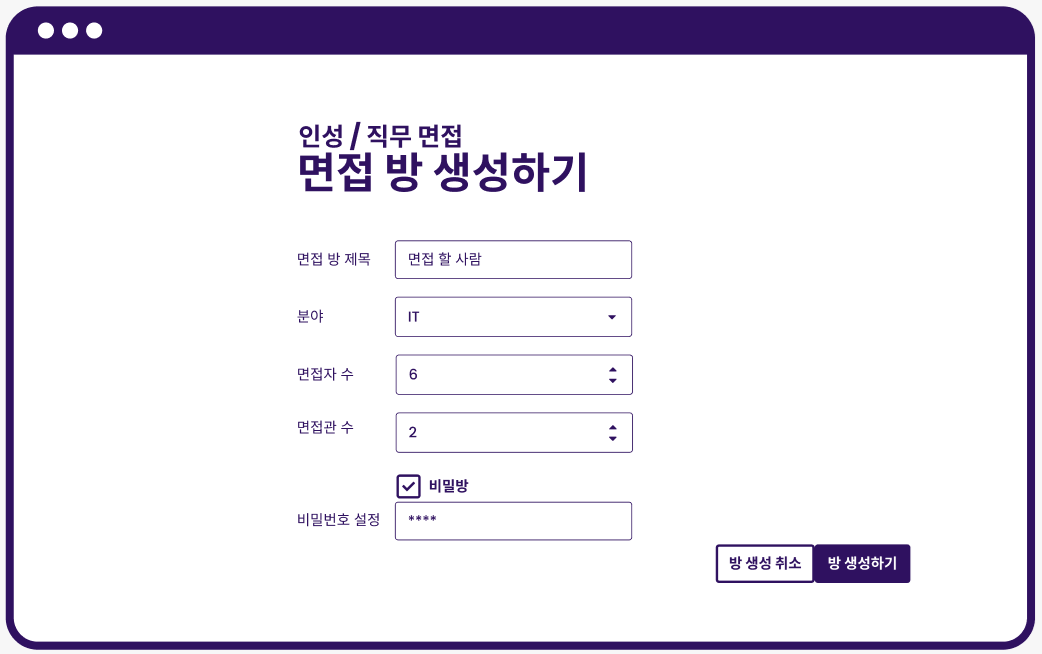 인성 / 직무 면접
면접 방 생성하기
면접 방 제목 면접 할 사람
분야 IT
면접자 수 6
면접관 수 2
비밀방
비밀번호 설정 ****
방 생성 취소 방 생성하기